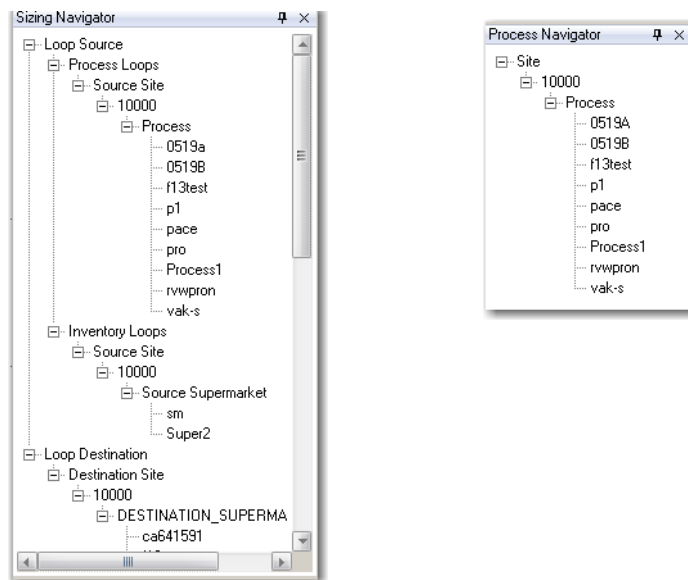 Sizing Navigator
Loop Source
Process Loops
Source Site
10000
Process
0519a
0519B
f13test
p1
pace
pro
Process1
rvwpron
vak-s
Inventory Loops
Source Site
10000
Source Supermarket
sm
Super2
Loop Destination
Destination Site
10000
DESTINATION_SUPERMA
ca641591
Process Navigator
Site
10000
Process
0519A
0519B
f13test
p1
pace
pro
Process1
rvwpron
vak-s